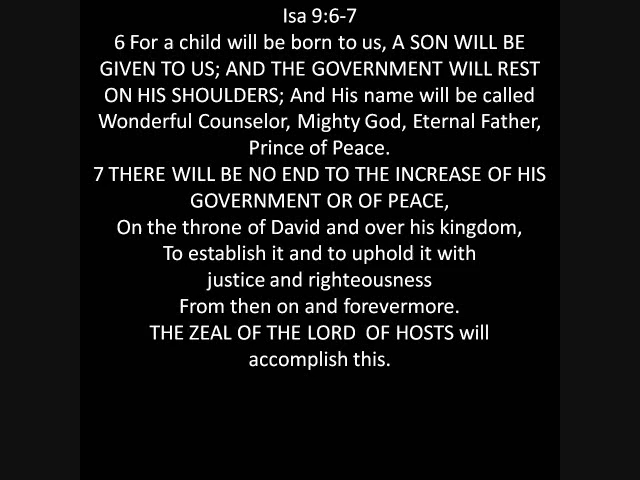 Isa 9:6-7
6 For a child will be born to us, A SON WILL BE
GIVEN TO US; AND THE GOVERNMENT WILL REST
ON HIS SHOULDERS; And His name will be called
Wonderful Counselor, Mighty God, Eternal Father,
Prince of Peace.
7 THERE WILL BE NO END TO THE INCREASE OF HIS
GOVERNMENT OR OF PEACE,
On the throne of David and over his kingdom,
To establish it and to uphold it with
justice and righteousness
From then on and forevermore.
THE ZEAL OF THE LORD  OF HOSTS will
accomplish this.